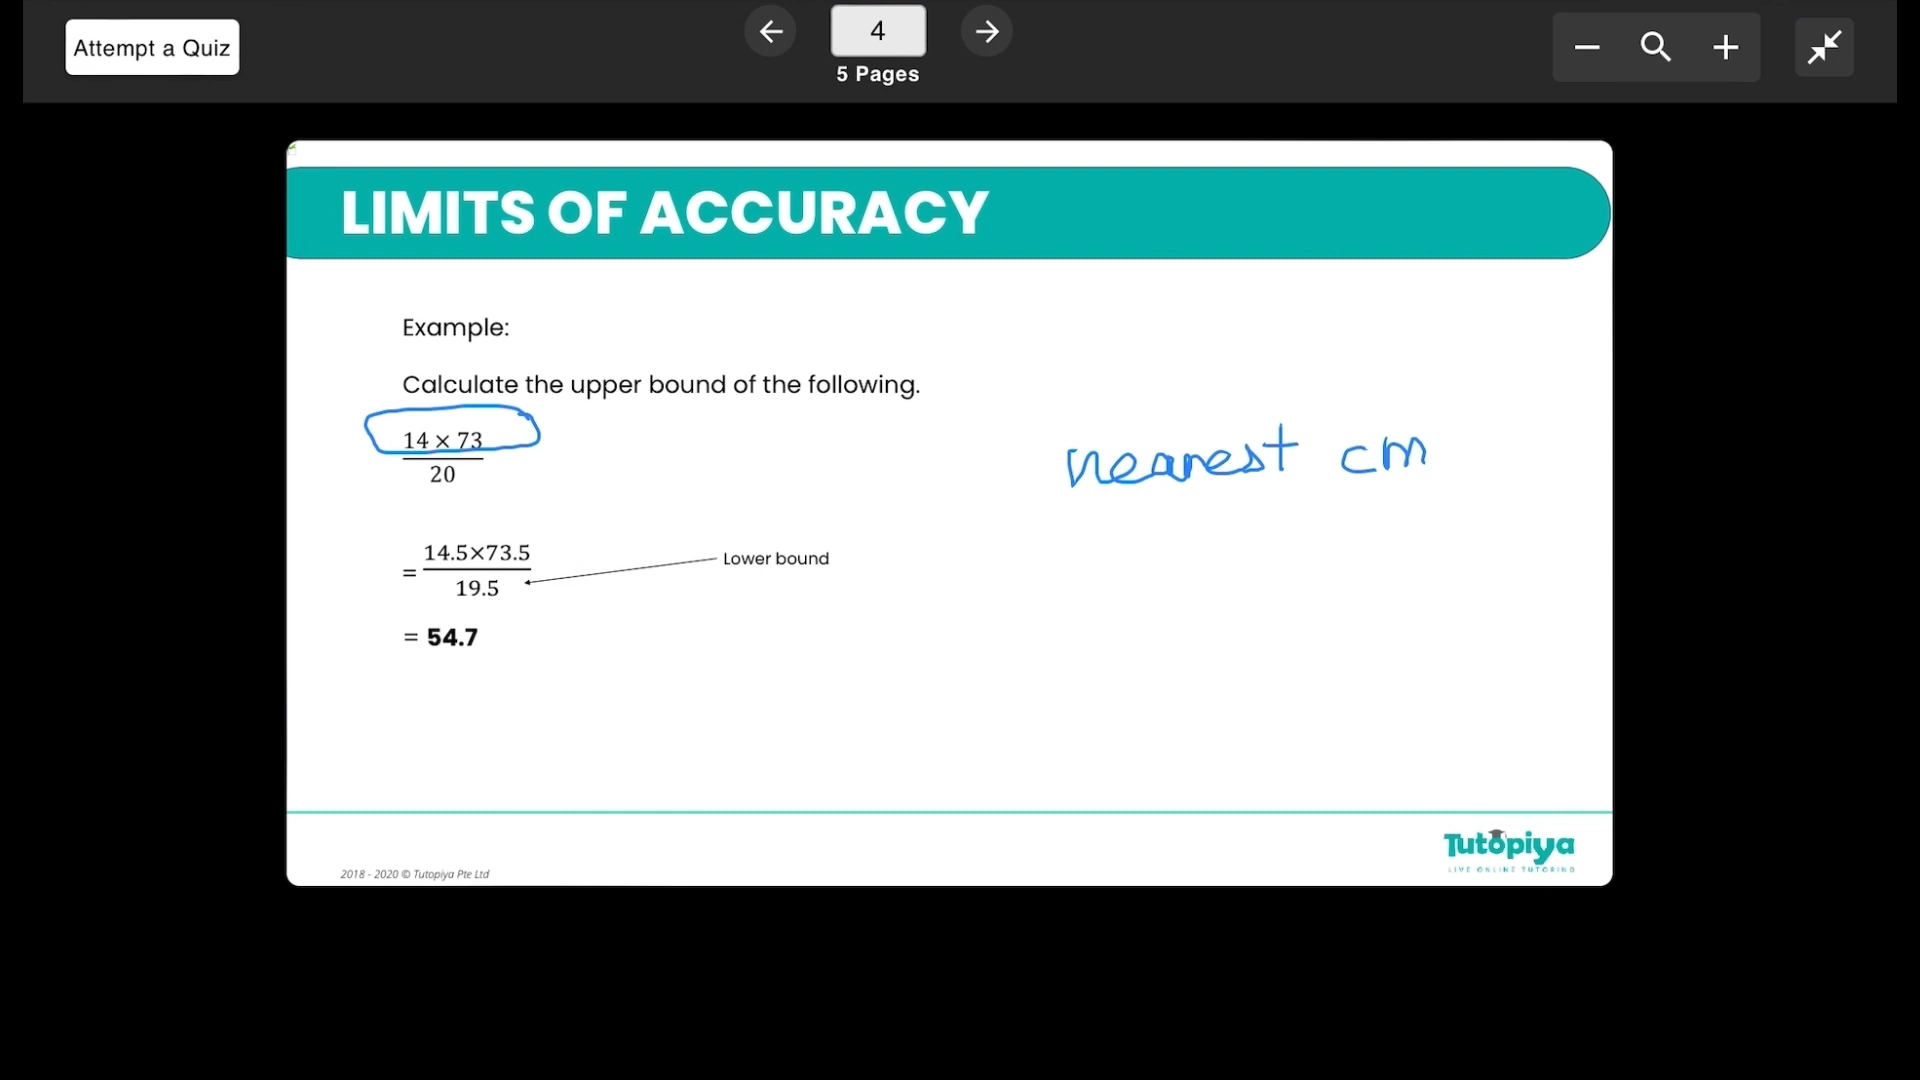 Attempt a Quiz
4
5 Pages
LIMITS OF ACCURACY
Example:
Calculate the upper bound of the following.
14 × 73
20
nearest cm
14.5×73.5
=
19.5
Lower bound
= 54.7
Tutopiya
LIVE ONLINE TUTORING
2018 - 2020 © Tutopiya Pte Ltd